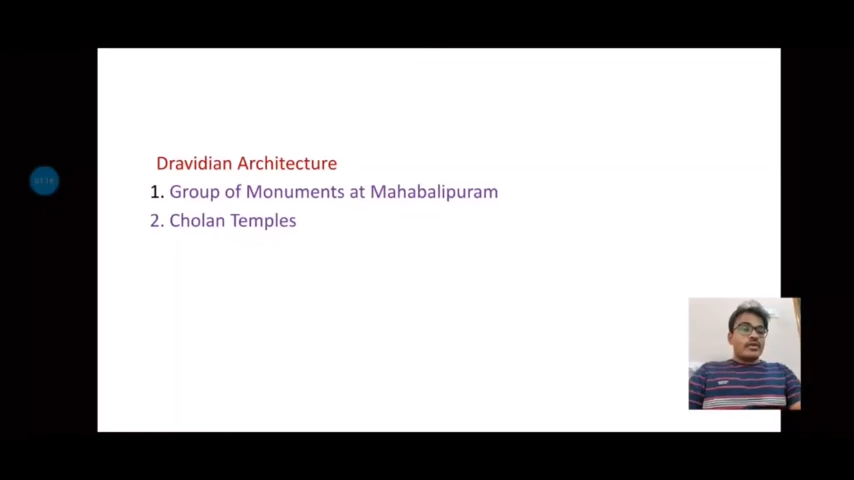 Dravidian Architecture
1. Group of Monuments at Mahabalipuram
2. Cholan Temples